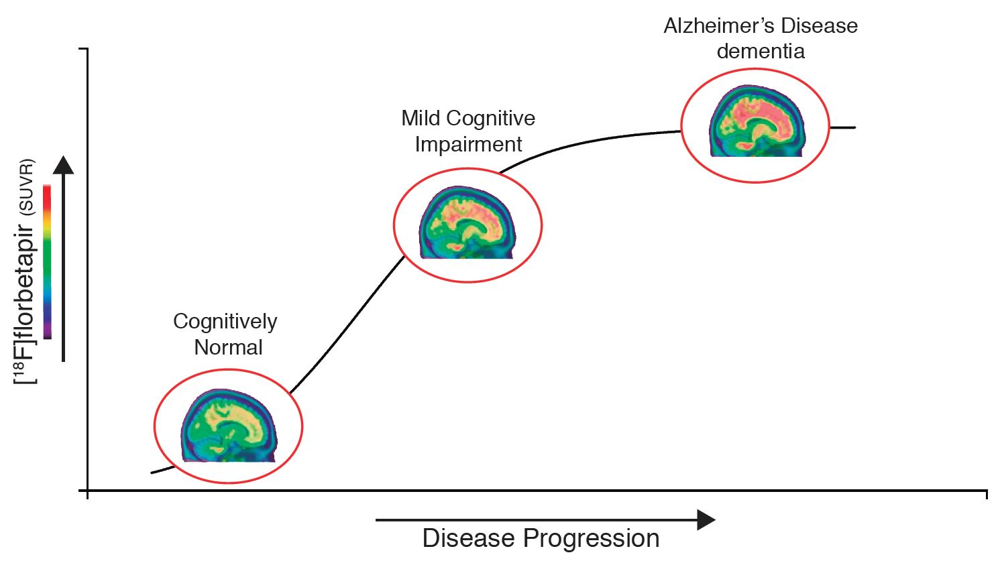 Alzheimer’s Disease
dementia
Mild Cognitive
Impairment
Cognitively
Normal
[¹⁸F]florbetapir (SUVR)
Disease Progression